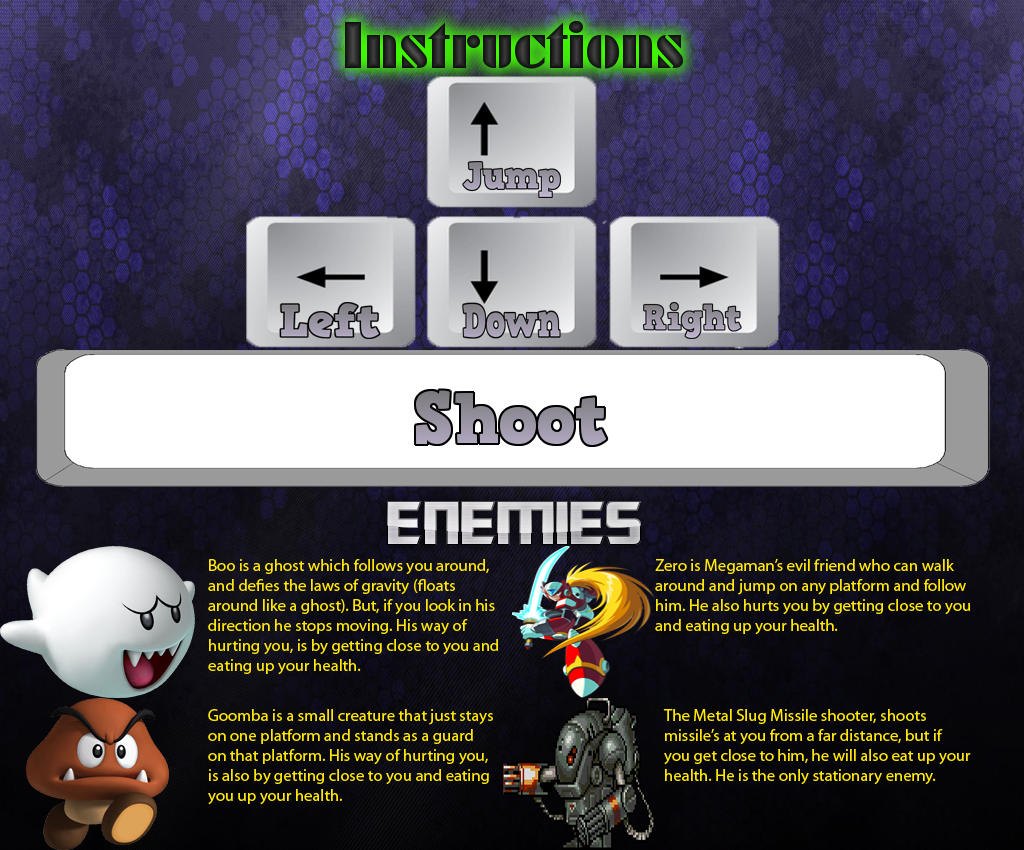 Instructions
Jump
Left
Down
Right
Shoot
ENEMIES
Boo is a ghost which follows you around,
and defies the laws of gravity (floats
around like a ghost). But, if you look in his
direction he stops moving. His way of
hurting you, is by getting close to you and
eating up your health.
Zero is Megaman's evil friend who can walk
around and jump on any platform and follow
him. He also hurts you by getting close to you
and eating up your health.
Goomba is a small creature that just stays
on one platform and stands as a guard
on that platform. His way of hurting you,
is also by getting close to you and eating
you up your health.
The Metal Slug Missile shooter, shoots
missile's at you from a far distance, but if
you get close to him, he will also eat up your
health. He is the only stationary enemy.